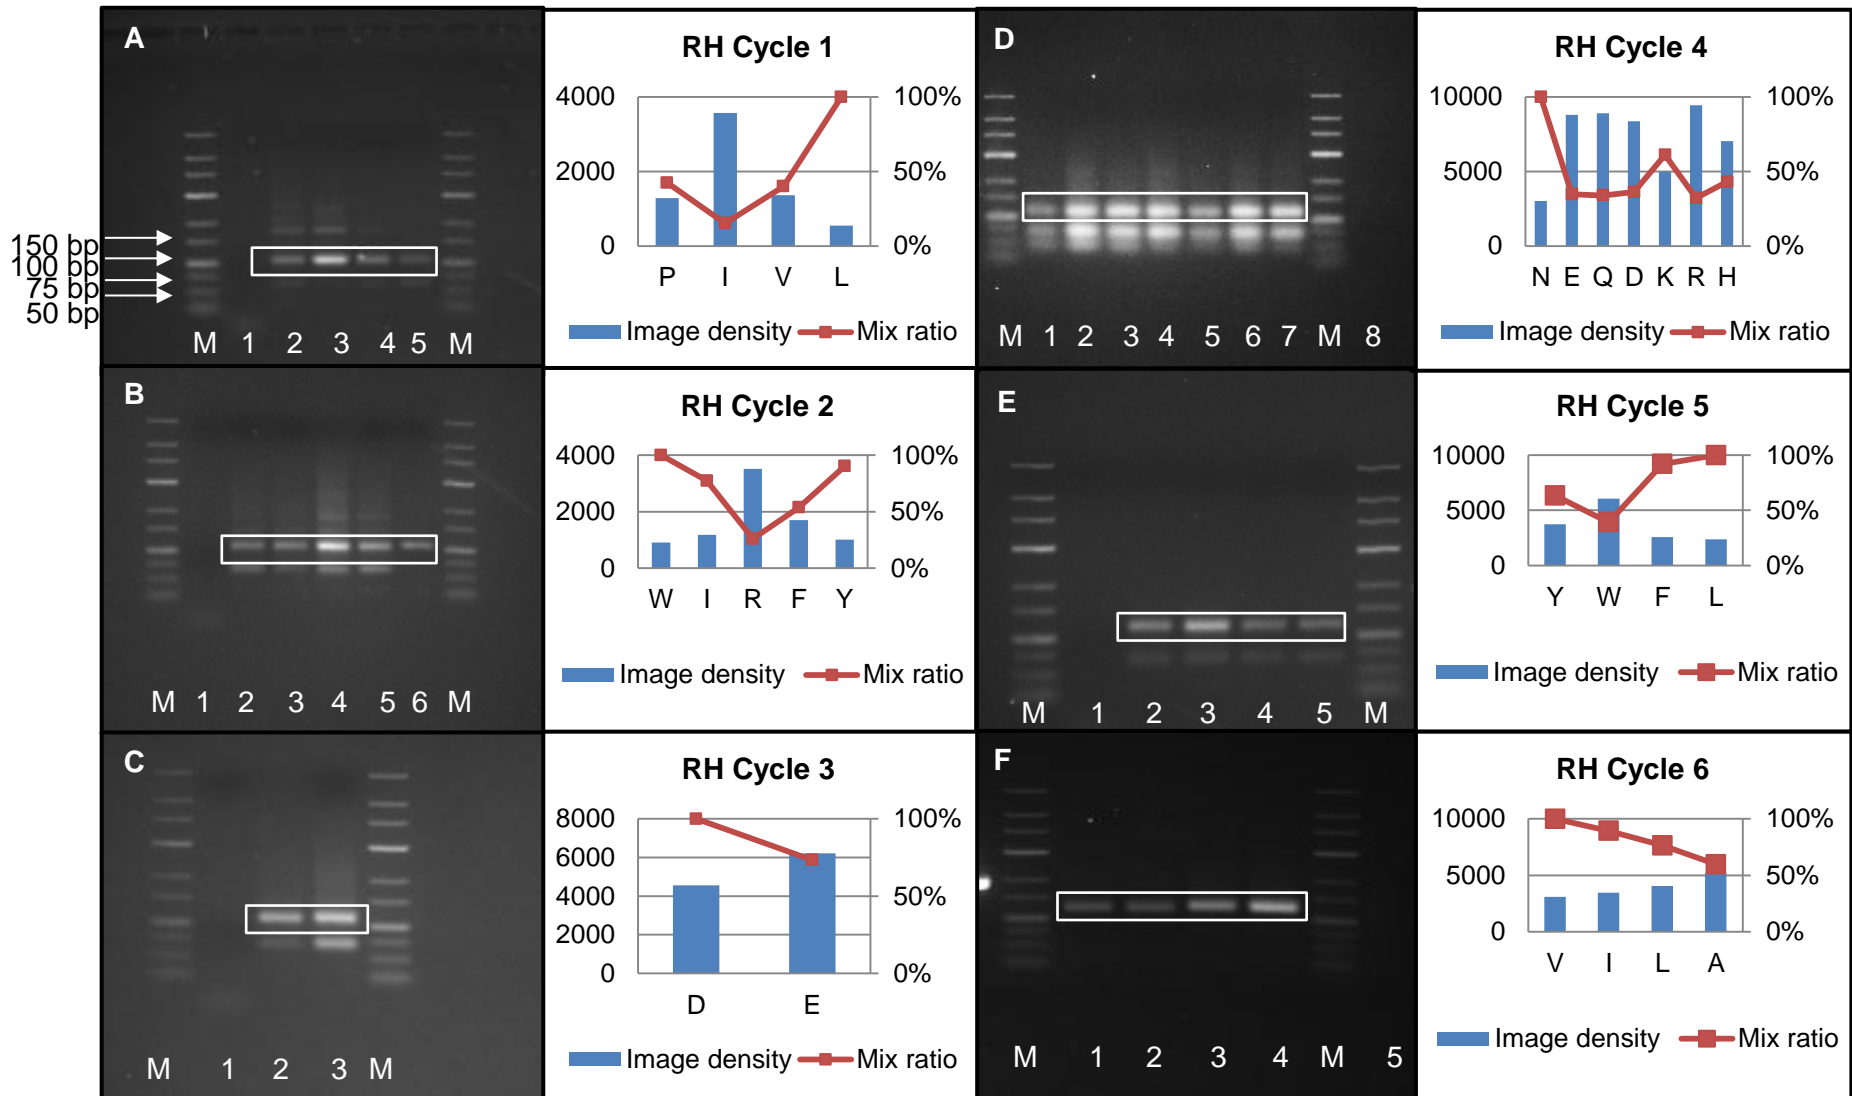 A
150 bp
100 bp
75 bp
50 bp
M 1 2 3 4 5 M
RH Cycle 1
4000
2000
0
100%
50%
0%
P I V L
Image density Mix ratio
B
M 1 2 3 4 5 6 M
RH Cycle 2
4000
2000
0
100%
50%
0%
W I R F Y
Image density Mix ratio
C
M 1 2 3 M
RH Cycle 3
8000
6000
4000
2000
0
100%
50%
0%
D E
Image density Mix ratio
D
M 1 2 3 4 5 6 7 M 8
RH Cycle 4
10000
5000
0
100%
50%
0%
N E Q D K R H
Image density Mix ratio
E
M 1 2 3 4 5 M
RH Cycle 5
10000
5000
0
100%
50%
0%
Y W F L
Image density Mix ratio
F
M 1 2 3 4 M 5
RH Cycle 6
10000
5000
0
100%
50%
0%
V I L A
Image density Mix ratio